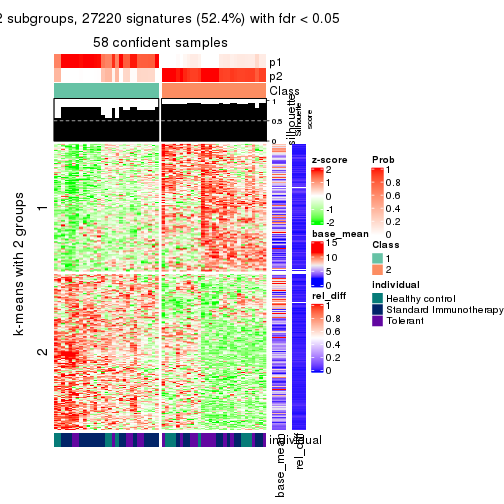 2 subgroups, 27220 signatures (52.4%) with fdr < 0.05
58 confident samples
p1
p2
Class
1
0.5
0
silhouette
Silhouette
score
k-means with 2 groups
1
2
individual
base_mean
rel_diff
z-score
2
1
0
-1
-2
base_mean
15
10
5
0
rel_diff
1
0.8
0.6
0.4
0.2
0
Prob
1
0.8
0.6
0.4
0.2
0
Class
1
2
individual
Healthy control
Standard Immunotherapy
Tolerant